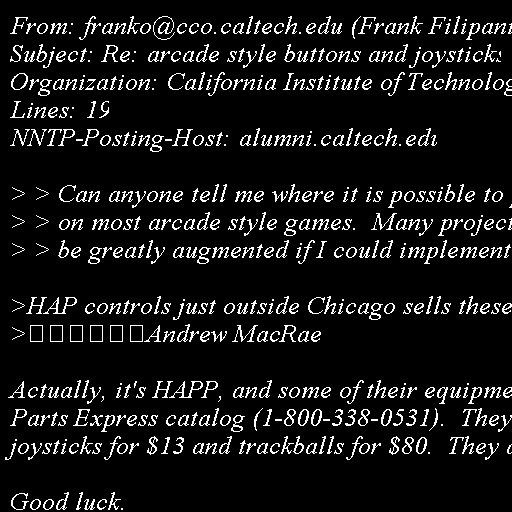 From: franko@cco.caltech.edu (Frank Filipani
Subject: Re: arcade style buttons and joysticks
Organization: California Institute of Technolog
Lines: 19
NNTP-Posting-Host: alumni.caltech.edu
> > Can anyone tell me where it is possible to
> > on most arcade style games.  Many project
> > be greatly augmented if I could implement
>HAP controls just outside Chicago sells these
>□□□□□□Andrew MacRae
Actually, it's HAPP, and some of their equipme
Parts Express catalog (1-800-338-0531).  They
joysticks for $13 and trackballs for $80.  They
Good luck.